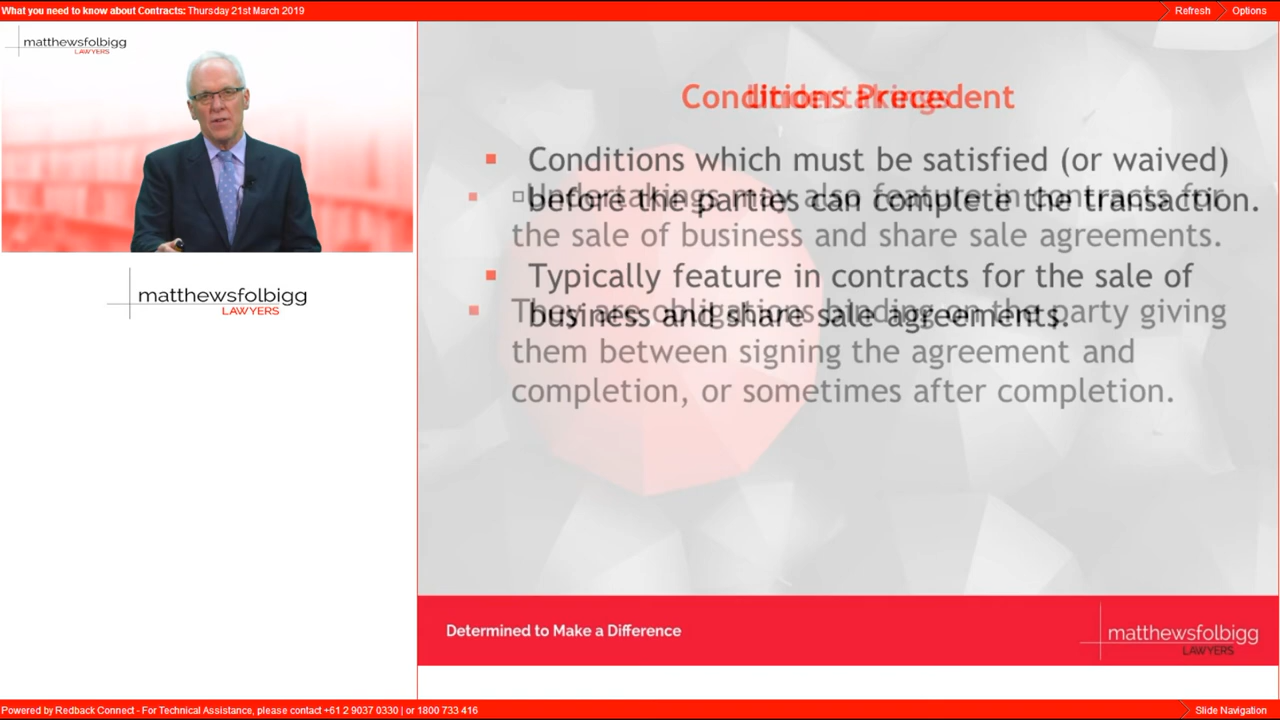 What you need to know about Contracts: Thursday 21st March 2019
Refresh
Options
matthewsfolbigg
LAWYERS
matthewsfolbigg
LAWYERS
Conditions Precedent
Undertakings
Conditions which must be satisfied (or waived)
before the parties can complete the transaction.
Undertakings may also feature in contracts for
the sale of business and share sale agreements.
Typically feature in contracts for the sale of
business and share sale agreements.
They are obligations binding on the party giving
them between signing the agreement and
completion, or sometimes after completion.
Determined to Make a Difference
matthewsfolbigg
LAWYERS
Powered by Redback Connect - For Technical Assistance, please contact +61 2 9037 0330 | or 1800 733 416
Slide Navigation